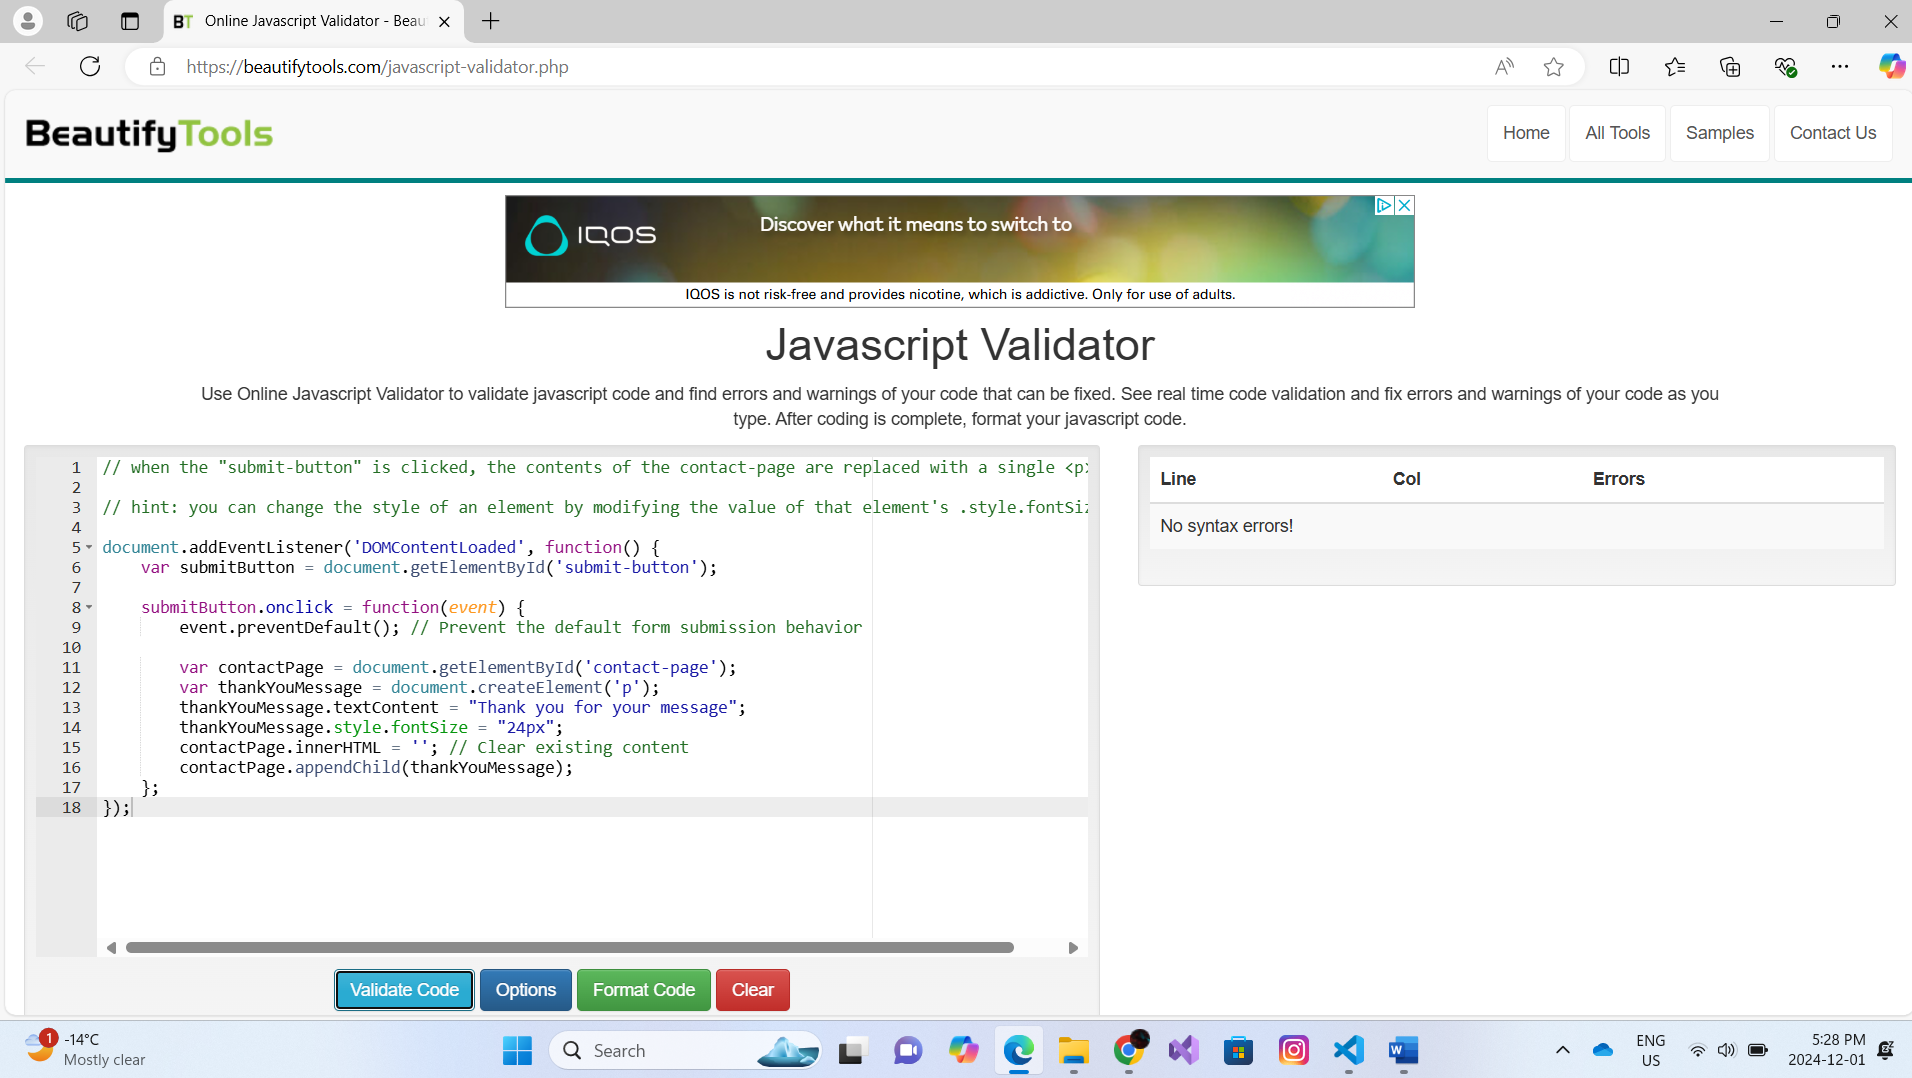 BT Online Javascript Validator - Beau
https://beautifytools.com/javascript-validator.php
BeautifyTools
Home All Tools Samples Contact Us
IQOS
Discover what it means to switch to
IQOS is not risk-free and provides nicotine, which is addictive. Only for use of adults.
Javascript Validator
Use Online Javascript Validator to validate javascript code and find errors and warnings of your code that can be fixed. See real time code validation and fix errors and warnings of your code as you
type. After coding is complete, format your javascript code.
1 // when the "submit-button" is clicked, the contents of the contact-page are replaced with a single <p>
2
3 // hint: you can change the style of an element by modifying the value of that element's .style.fontSiz
4
5 document.addEventListener('DOMContentLoaded', function() {
6     var submitButton = document.getElementById('submit-button');
7
8     submitButton.onclick = function(event) {
9         event.preventDefault(); // Prevent the default form submission behavior
10
11         var contactPage = document.getElementById('contact-page');
12         var thankYouMessage = document.createElement('p');
13         thankYouMessage.textContent = "Thank you for your message";
14         thankYouMessage.style.fontSize = "24px";
15         contactPage.innerHTML = ''; // Clear existing content
16         contactPage.appendChild(thankYouMessage);
17     };
18 });
Line Col Errors
No syntax errors!
Validate Code Options Format Code Clear
1
-14°C
Mostly clear
Search
ENG
US
5:28 PM
2024-12-01